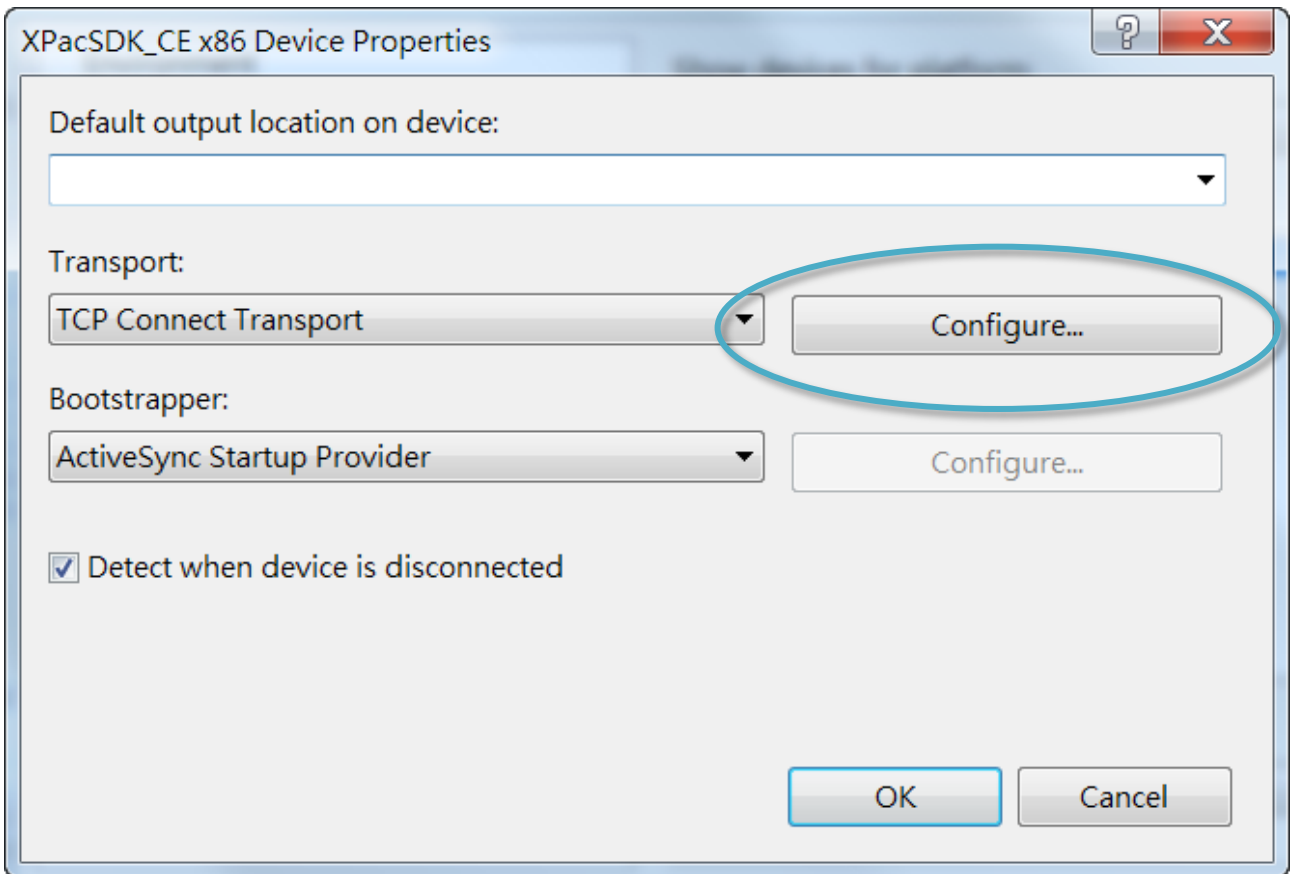 XPacSDK_CE x86 Device Properties
Default output location on device:
Transport:
TCP Connect Transport
Configure...
Bootstrapper:
ActiveSync Startup Provider
Configure...
Detect when device is disconnected
OK
Cancel